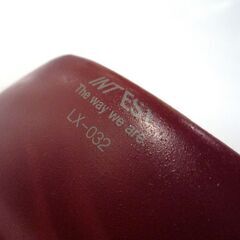 INTEST
The way we are
LX-032